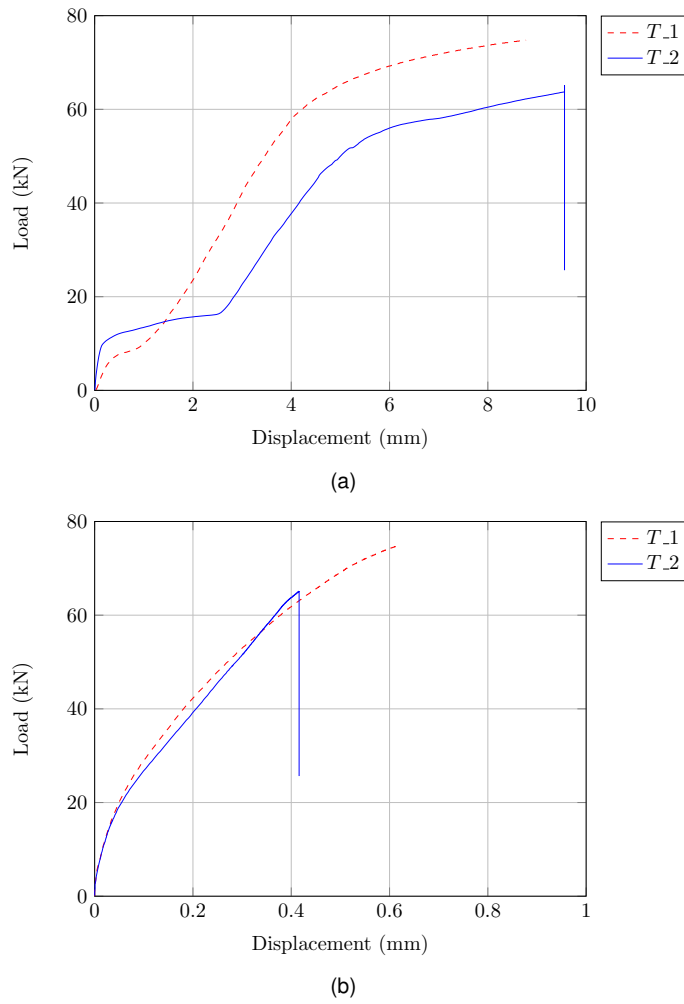 80
60
40
20
0
Load (kN)
0 2 4 6 8 10
Displacement (mm)
T_1
T_2
(a)
80
60
40
20
0
Load (kN)
0 0.2 0.4 0.6 0.8 1
Displacement (mm)
T_1
T_2
(b)